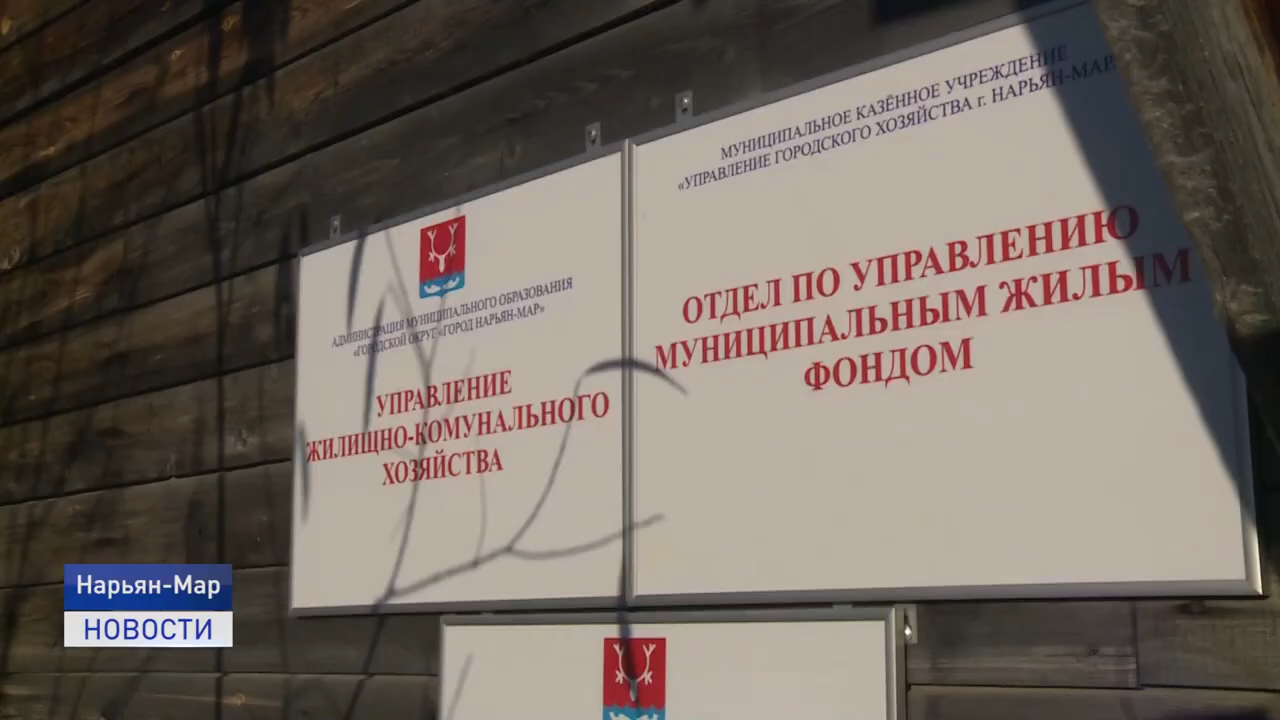 АДМИНИСТРАЦИЯ МУНИЦИПАЛЬНОГО ОБРАЗОВАНИЯ
«ГОРОДСКОЙ ОКРУГ «ГОРОД НАРЬЯН-МАР»
УПРАВЛЕНИЕ
ЖИЛИЩНО-КОМУНАЛЬНОГО
ХОЗЯЙСТВА
МУНИЦИПАЛЬНОЕ КАЗЁННОЕ УЧРЕЖДЕНИЕ
«УПРАВЛЕНИЕ ГОРОДСКОГО ХОЗЯЙСТВА г. НАРЬЯН-МАР
ОТДЕЛ ПО УПРАВЛЕНИЮ
МУНИЦИПАЛЬНЫМ ЖИЛЫМ
ФОНДОМ
Нарьян-Мар
НОВОСТИ